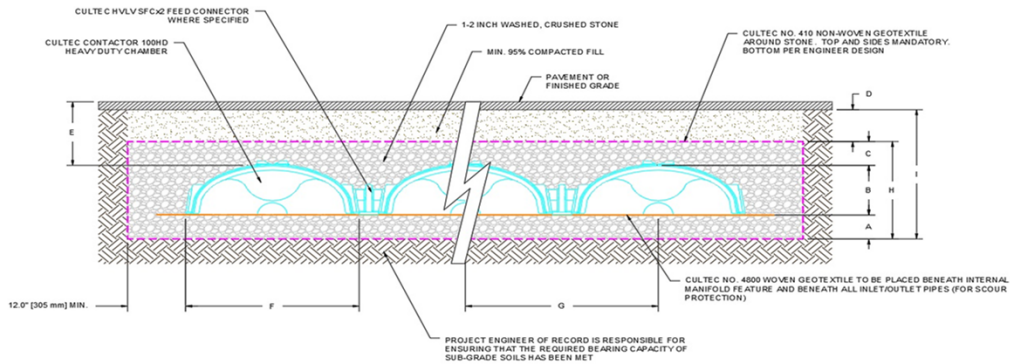 CULTEC HVLV SFCx2 FEED CONNECTOR
WHERE SPECIFIED
1-2 INCH WASHED, CRUSHED STONE
CULTEC NO. 410 NON-WOVEN GEOTEXTILE
AROUND STONE. TOP AND SIDES MANDATORY.
BOTTOM PER ENGINEER DESIGN
CULTEC CONTACTOR 100HD
HEAVY DUTY CHAMBER
MIN. 95% COMPACTED FILL
PAVEMENT OR
FINISHED GRADE
D
E
C
H
I
B
A
CULTEC NO. 4800 WOVEN GEOTEXTILE TO BE PLACED BENEATH INTERNAL
MANIFOLD FEATURE AND BENEATH ALL INLET/OUTLET PIPES (FOR SCOUR
PROTECTION)
12.0" [305 mm] MIN.
F
G
PROJECT ENGINEER OF RECORD IS RESPONSIBLE FOR
ENSURING THAT THE REQUIRED BEARING CAPACITY OF
SUB-GRADE SOILS HAS BEEN MET